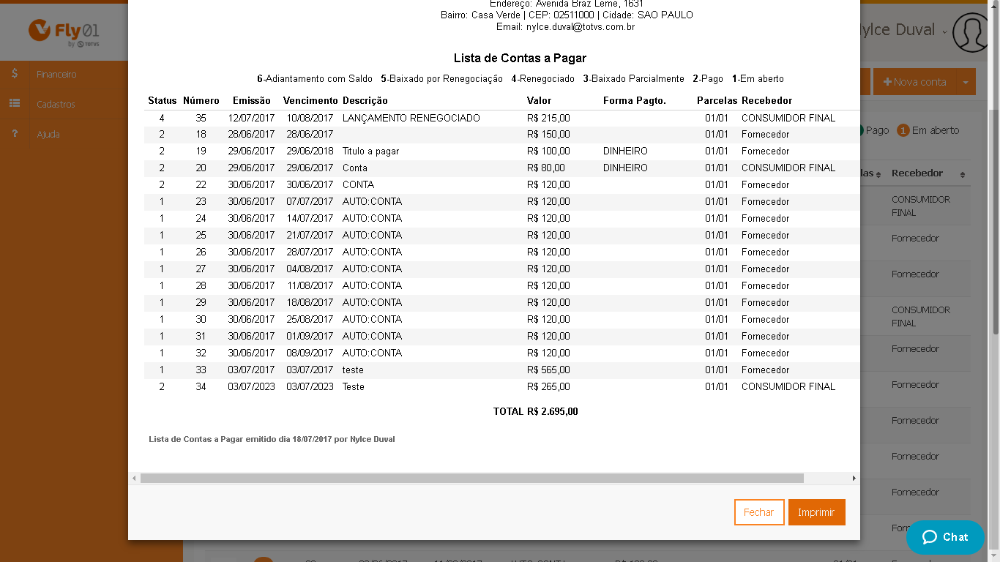 Endereço: Avenida Braz Leme, 1631
Bairro: Casa Verde | CEP: 02511000 | Cidade: SAO PAULO
Email: nylce.duval@totvs.com.br
Fly01
by TOTVS
Nylce Duval
Financeiro
Cadastros
Ajuda
Nova conta
Lista de Contas a Pagar
6-Adiantamento com Saldo 5-Baixado por Renegociação 4-Renegociado 3-Baixado Parcialmente 2-Pago 1-Em aberto
Status Número Emissão Vencimento Descrição Valor Forma Pagto. Parcelas Recebedor
4 35 12/07/2017 10/08/2017 LANÇAMENTO RENEGOCIADO R$ 215,00 01/01 CONSUMIDOR FINAL
2 18 28/06/2017 28/06/2017 R$ 150,00 01/01 Fornecedor
2 19 29/06/2017 29/06/2018 Titulo a pagar R$ 100,00 DINHEIRO 01/01 Fornecedor
2 20 29/06/2017 29/06/2017 Conta R$ 80,00 DINHEIRO 01/01 CONSUMIDOR FINAL
2 22 30/06/2017 30/06/2017 CONTA R$ 120,00 01/01 Fornecedor
1 23 30/06/2017 07/07/2017 AUTO:CONTA R$ 120,00 01/01 Fornecedor
1 24 30/06/2017 14/07/2017 AUTO:CONTA R$ 120,00 01/01 Fornecedor
1 25 30/06/2017 21/07/2017 AUTO:CONTA R$ 120,00 01/01 Fornecedor
1 26 30/06/2017 28/07/2017 AUTO:CONTA R$ 120,00 01/01 Fornecedor
1 27 30/06/2017 04/08/2017 AUTO:CONTA R$ 120,00 01/01 Fornecedor
1 28 30/06/2017 11/08/2017 AUTO:CONTA R$ 120,00 01/01 Fornecedor
1 29 30/06/2017 18/08/2017 AUTO:CONTA R$ 120,00 01/01 Fornecedor
1 30 30/06/2017 25/08/2017 AUTO:CONTA R$ 120,00 01/01 Fornecedor
1 31 30/06/2017 01/09/2017 AUTO:CONTA R$ 120,00 01/01 Fornecedor
1 32 30/06/2017 08/09/2017 AUTO:CONTA R$ 120,00 01/01 Fornecedor
1 33 03/07/2017 03/07/2017 teste R$ 565,00 01/01 Fornecedor
2 34 03/07/2023 03/07/2023 Teste R$ 265,00 01/01 CONSUMIDOR FINAL
TOTAL R$ 2.695,00
Lista de Contas a Pagar emitido dia 18/07/2017 por Nylce Duval
Fechar Imprimir
Pago 1 Em aberto
las Recebedor
CONSUMIDOR
FINAL
Fornecedor
Fornecedor
CONSUMIDOR
FINAL
Fornecedor
Fornecedor
Fornecedor
Fornecedor
Fornecedor
Chat